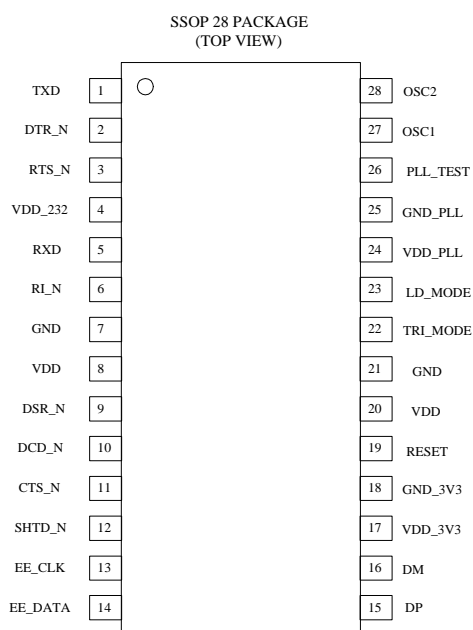 SSOP 28 PACKAGE
(TOP VIEW)
TXD 1 28 OSC2
DTR_N 2 27 OSC1
RTS_N 3 26 PLL_TEST
VDD_232 4 25 GND_PLL
RXD 5 24 VDD_PLL
RI_N 6 23 LD_MODE
GND 7 22 TRI_MODE
VDD 8 21 GND
DSR_N 9 20 VDD
DCD_N 10 19 RESET
CTS_N 11 18 GND_3V3
SHTD_N 12 17 VDD_3V3
EE_CLK 13 16 DM
EE_DATA 14 15 DP